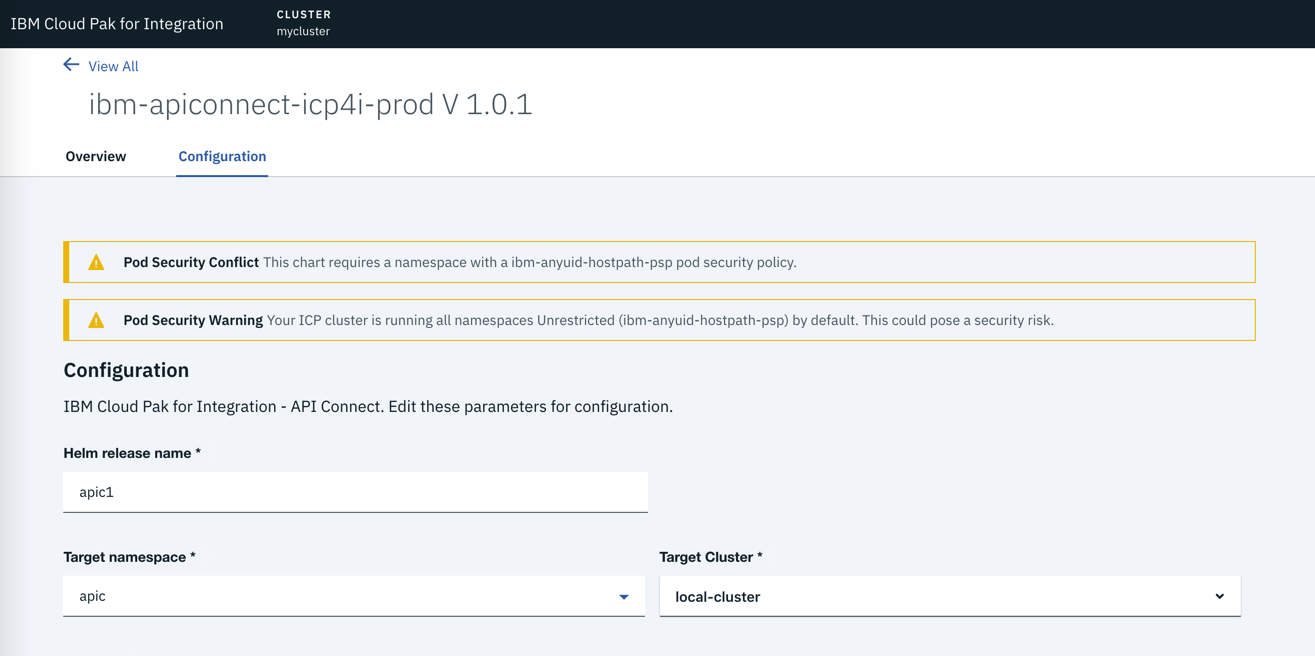 IBM Cloud Pak for Integration
CLUSTER
mycluster
View All
ibm-apiconnect-icp4i-prod V 1.0.1
Overview
Configuration
Pod Security Conflict This chart requires a namespace with a ibm-anyuid-hostpath-psp pod security policy.
Pod Security Warning Your ICP cluster is running all namespaces Unrestricted (ibm-anyuid-hostpath-psp) by default. This could pose a security risk.
Configuration
IBM Cloud Pak for Integration - API Connect. Edit these parameters for configuration.
Helm release name *
apic1
Target namespace *
apic
Target Cluster *
local-cluster